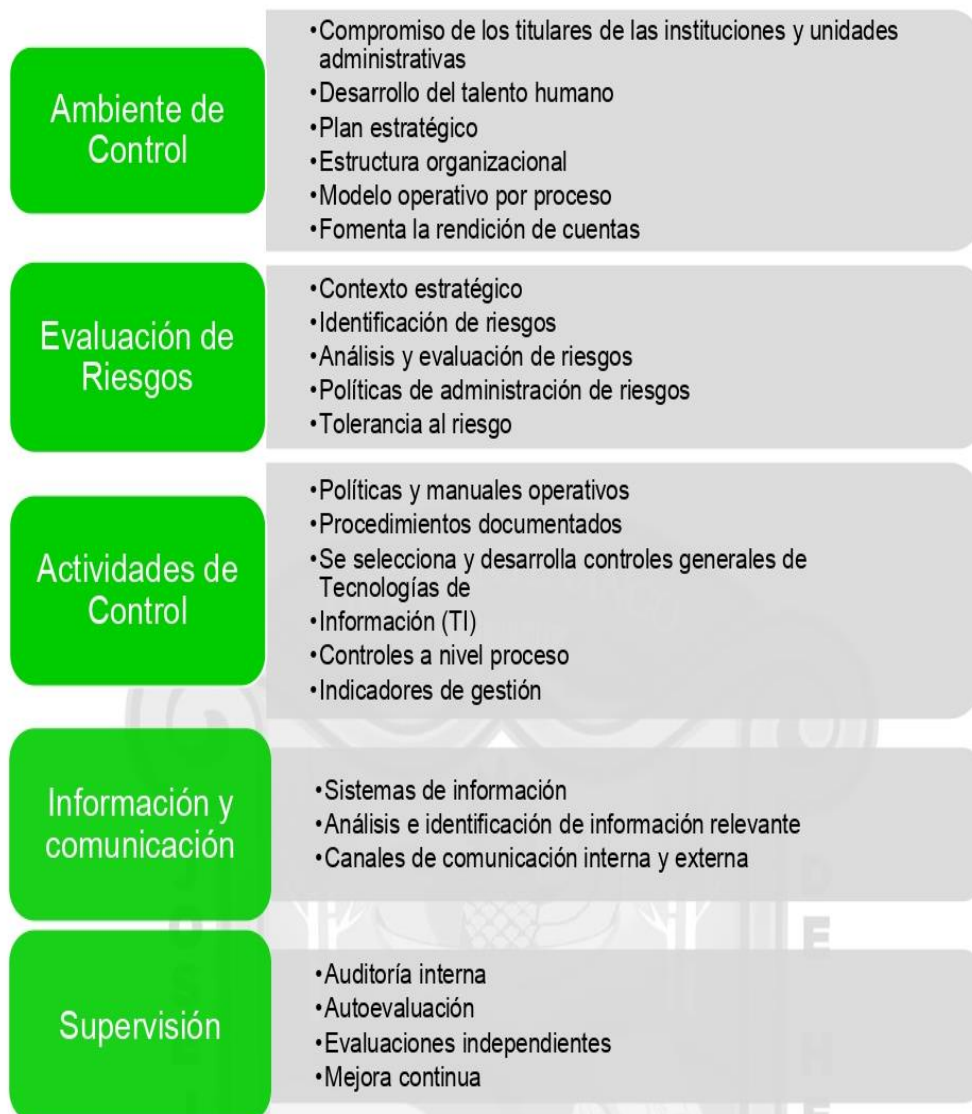 Ambiente de
Control
•Compromiso de los titulares de las instituciones y unidades
administrativas
•Desarrollo del talento humano
•Plan estratégico
•Estructura organizacional
•Modelo operativo por proceso
•Fomenta la rendición de cuentas
Evaluación de
Riesgos
•Contexto estratégico
•Identificación de riesgos
•Análisis y evaluación de riesgos
•Políticas de administración de riesgos
•Tolerancia al riesgo
Actividades de
Control
•Políticas y manuales operativos
•Procedimientos documentados
•Se selecciona y desarrolla controles generales de
Tecnologías de
•Información (TI)
•Controles a nivel proceso
•Indicadores de gestión
Información y
comunicación
•Sistemas de información
•Análisis e identificación de información relevante
•Canales de comunicación interna y externa
Supervisión
•Auditoría interna
•Autoevaluación
•Evaluaciones independientes
•Mejora continua